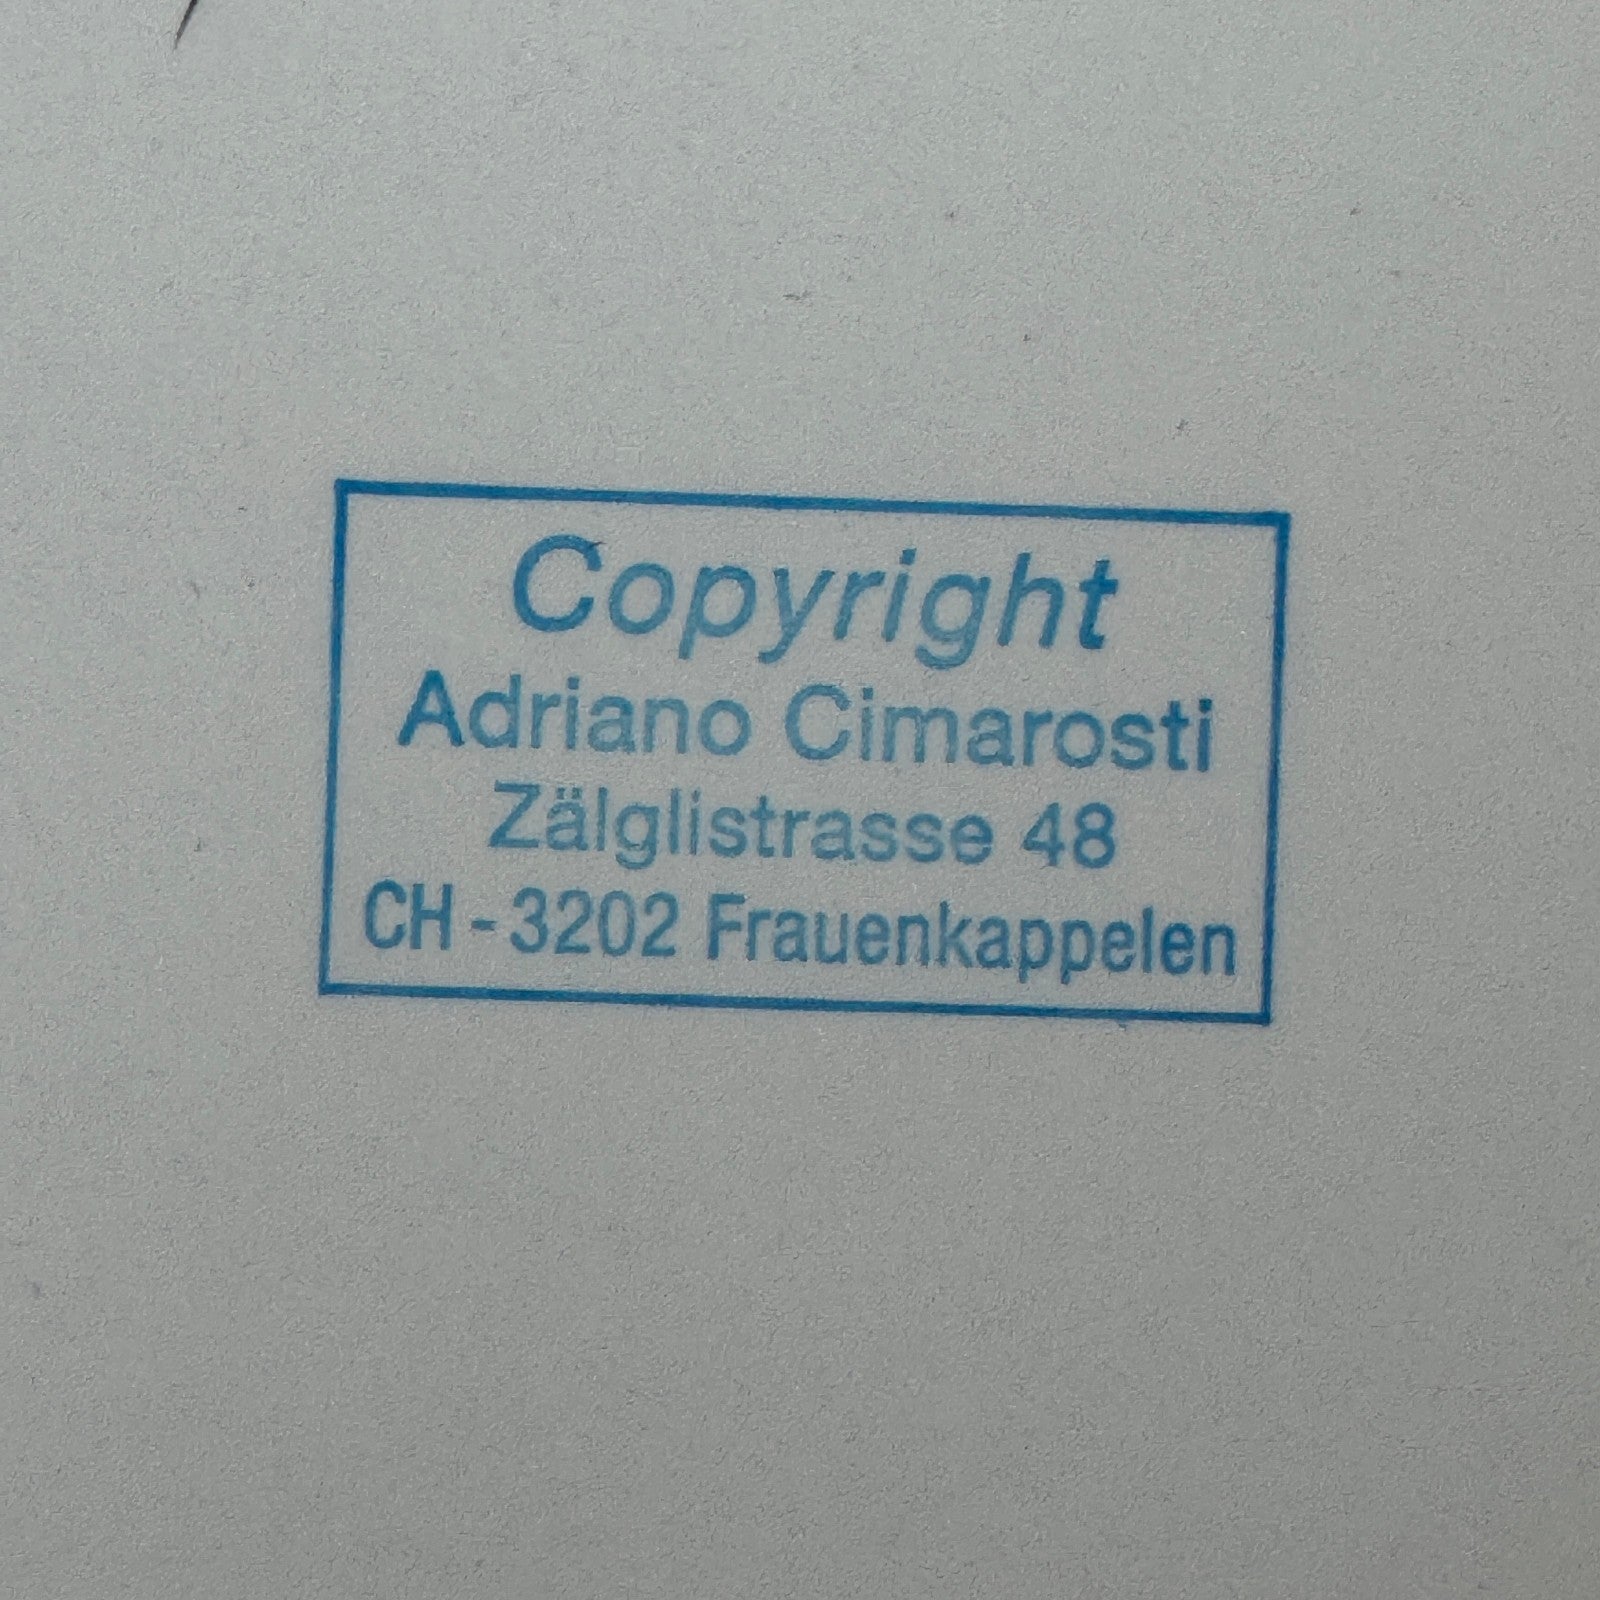 Copyright
Adriano Cimarosti
Zälglistrasse 48
CH - 3202 Frauenkappelen